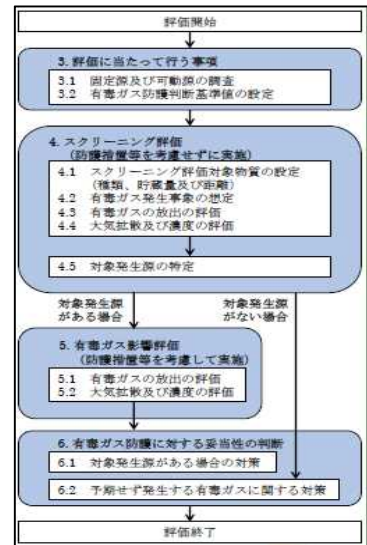 評価開始
3. 評価に当たって行う事項
3.1 固定源及び可動源の調査
3.2 有毒ガス防護判断基準値の設定
4. スクリーニング評価
(防護措置等を考慮せずに実施)
4.1 スクリーニング評価対象物質の設定
(種類、貯蔵量及び距離)
4.2 有毒ガス発生事象の想定
4.3 有毒ガスの放出の評価
4.4 大気拡散及び濃度の評価
4.5 対象発生源の特定
対象発生源
がある場合
対象発生源
がない場合
5. 有毒ガス影響評価
(防護措置等を考慮して実施)
5.1 有毒ガスの放出の評価
5.2 大気拡散及び濃度の評価
6. 有毒ガス防護に対する妥当性の判断
6.1 対象発生源がある場合の対策
6.2 予期せず発生する有毒ガスに関する対策
評価終了